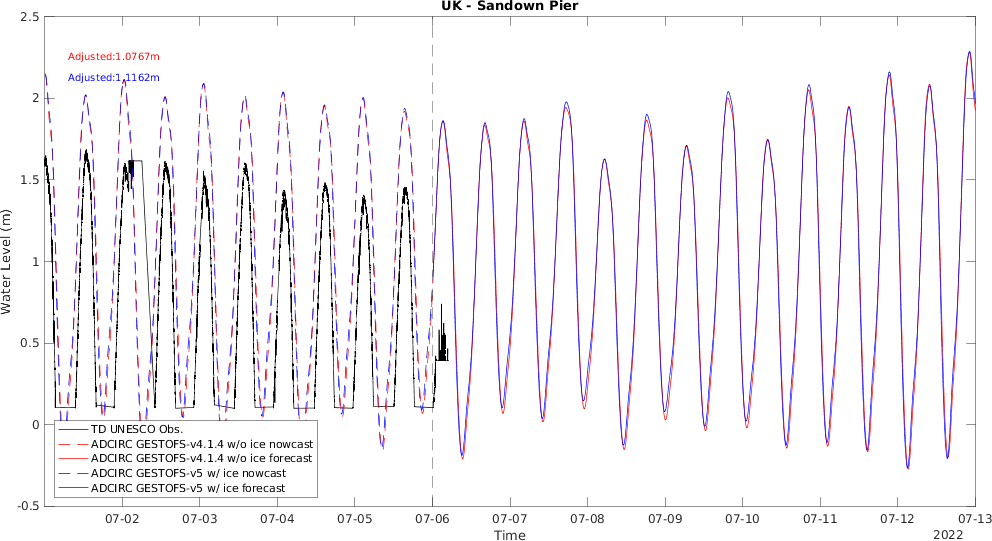 UK - Sandown Pier
2.5
2
1.5
1
0.5
0
-0.5
Water Level (m)
Adjusted:1.0767m
Adjusted:1.1162m
TD UNESCO Obs.
ADCIRC GESTOFS-v4.1.4 w/o ice nowcast
ADCIRC GESTOFS-v4.1.4 w/o ice forecast
ADCIRC GESTOFS-v5 w/ ice nowcast
ADCIRC GESTOFS-v5 w/ ice forecast
07-02 07-03 07-04 07-05 07-06 07-07 07-08 07-09 07-10 07-11 07-12 07-13
Time
2022